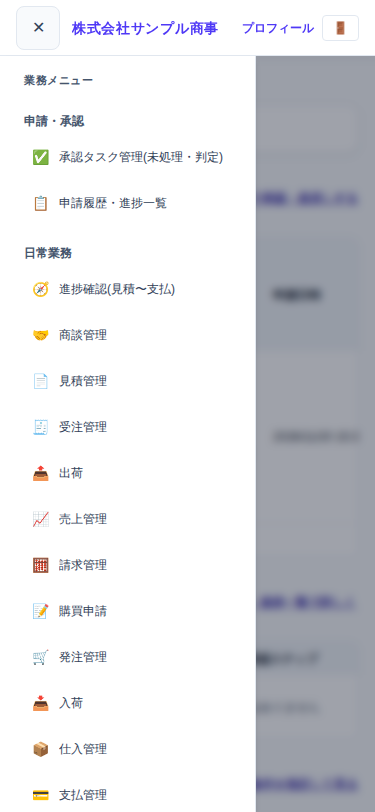 株式会社サンプル商事
プロフィール
業務メニュー
申請・承認
承認タスク管理(未処理・判定)
申請履歴・進捗一覧
日常業務
進捗確認(見積〜支払)
商談管理
見積管理
受注管理
出荷
売上管理
請求管理
購買申請
発注管理
入荷
仕入管理
支払管理